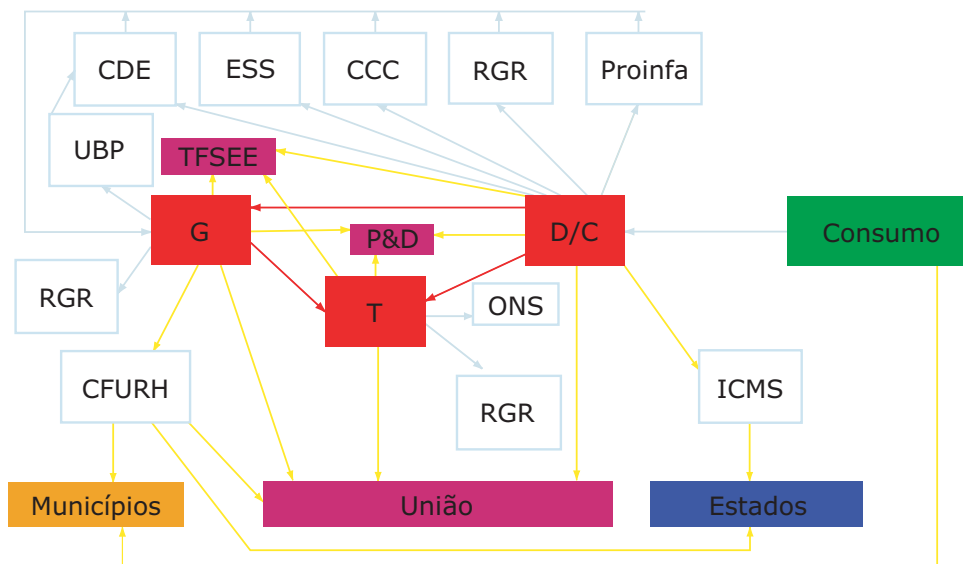 CDE
ESS
CCC
RGR
Proinfa
UBP
TFSEE
G
P&D
D/C
Consumo
RGR
T
ONS
CFURH
RGR
ICMS
Municípios
União
Estados